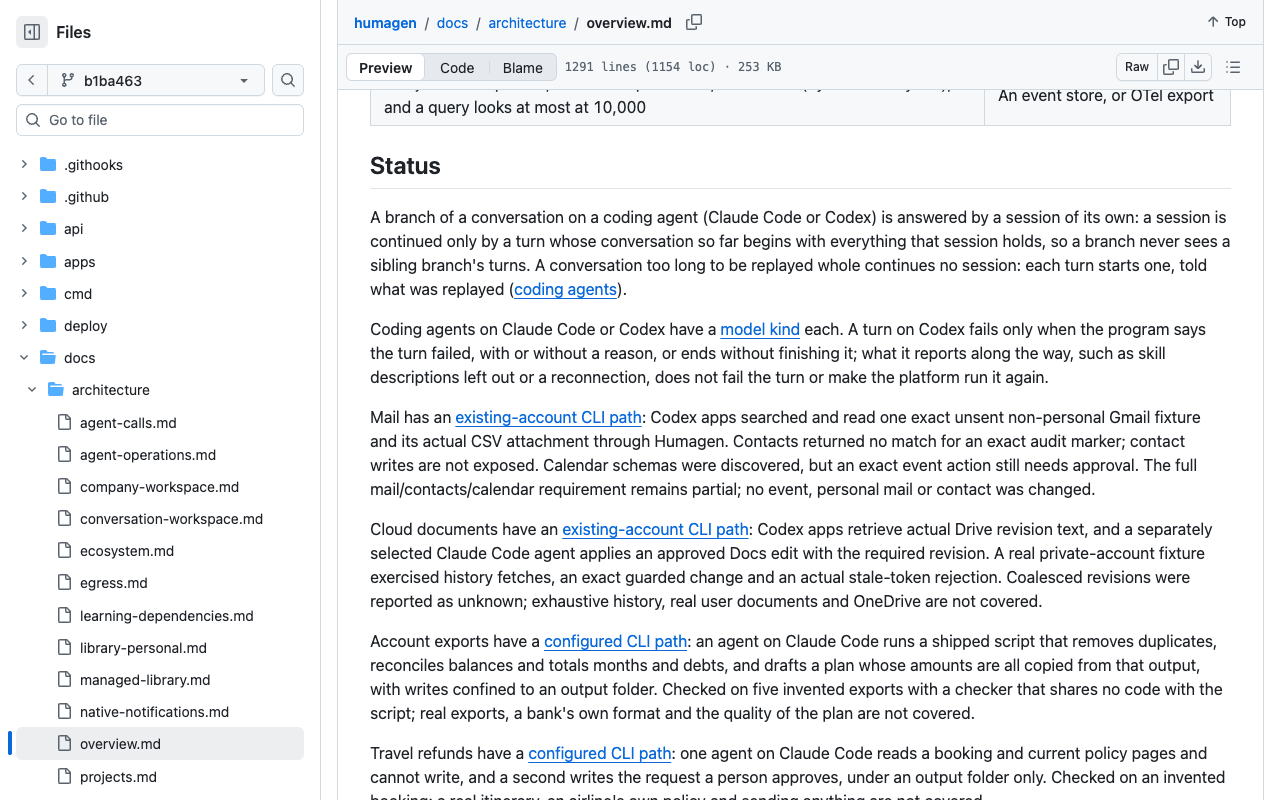 Files
b1ba463
Go to file
.githooks
.github
api
apps
cmd
deploy
docs
architecture
agent-calls.md
agent-operations.md
company-workspace.md
conversation-workspace.md
ecosystem.md
egress.md
learning-dependencies.md
library-personal.md
managed-library.md
native-notifications.md
overview.md
projects.md
humagen / docs / architecture / overview.md
Top
Preview Code Blame 1291 lines (1154 loc) · 253 KB Raw
and a query looks at most at 10,000
An event store, or OTel export
Status
A branch of a conversation on a coding agent (Claude Code or Codex) is answered by a session of its own: a session is
continued only by a turn whose conversation so far begins with everything that session holds, so a branch never sees a
sibling branch's turns. A conversation too long to be replayed whole continues no session: each turn starts one, told
what was replayed (coding agents).
Coding agents on Claude Code or Codex have a model kind each. A turn on Codex fails only when the program says
the turn failed, with or without a reason, or ends without finishing it; what it reports along the way, such as skill
descriptions left out or a reconnection, does not fail the turn or make the platform run it again.
Mail has an existing-account CLI path: Codex apps searched and read one exact unsent non-personal Gmail fixture
and its actual CSV attachment through Humagen. Contacts returned no match for an exact audit marker; contact
writes are not exposed. Calendar schemas were discovered, but an exact event action still needs approval. The full
mail/contacts/calendar requirement remains partial; no event, personal mail or contact was changed.
Cloud documents have an existing-account CLI path: Codex apps retrieve actual Drive revision text, and a separately
selected Claude Code agent applies an approved Docs edit with the required revision. A real private-account fixture
exercised history fetches, an exact guarded change and an actual stale-token rejection. Coalesced revisions were
reported as unknown; exhaustive history, real user documents and OneDrive are not covered.
Account exports have a configured CLI path: an agent on Claude Code runs a shipped script that removes duplicates,
reconciles balances and totals months and debts, and drafts a plan whose amounts are all copied from that output,
with writes confined to an output folder. Checked on five invented exports with a checker that shares no code with the
script; real exports, a bank's own format and the quality of the plan are not covered.
Travel refunds have a configured CLI path: one agent on Claude Code reads a booking and current policy pages and
cannot write, and a second writes the request a person approves, under an output folder only. Checked on an invented